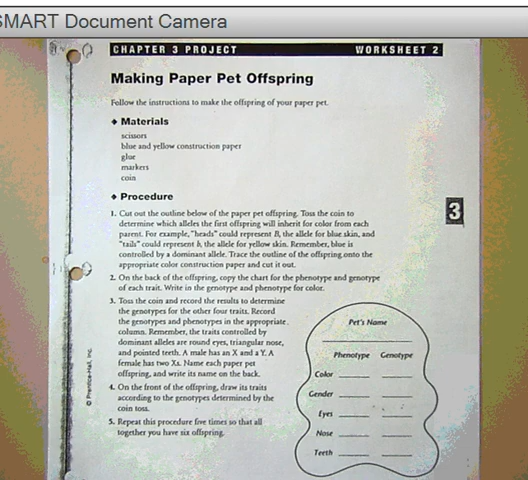 SMART Document Camera
CHAPTER 3 PROJECT WORKSHEET 2
Making Paper Pet Offspring
Follow the instructions to make the offspring of your paper pet.
◆ Materials
scissors
blue and yellow construction paper
glue
markers
coin
◆ Procedure
1. Cut out the outline below of the paper pet offspring. Toss the coin to
determine which alleles the first offspring will inherit for color from each
parent. For example, "heads" could represent B, the allele for blue skin, and
"tails" could represent b, the allele for yellow skin. Remember, blue is
controlled by a dominant allele. Trace the outline of the offspring onto the
appropriate color construction paper and cut it out.
3
2. On the back of the offspring, copy the chart for the phenotype and genotype
of each trait. Write in the genotype and phenotype for color.
3. Toss the coin and record the results to determine
the genotypes for the other four traits. Record
the genotypes and phenotypes in the appropriate
column. Remember, the traits controlled by
dominant alleles are round eyes, triangular nose,
and pointed teeth. A male has an X and a Y. A
female has two Xs. Name each paper pet
offspring, and write its name on the back.
4. On the front of the offspring, draw its traits
according to the genotypes determined by the
coin toss.
5. Repeat this procedure five times so that all
together you have six offspring.
Pet's Name
Phenotype Genotype
Color
Gender
Eyes
Nose
Teeth
© Prentice-Hall, Inc.